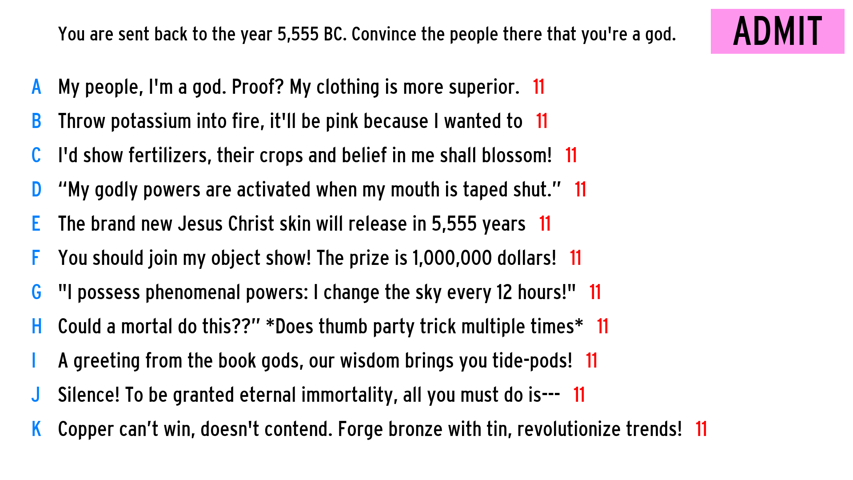 You are sent back to the year 5,555 BC. Convince the people there that you're a god.
ADMIT
A My people, I'm a god. Proof? My clothing is more superior. 11
B Throw potassium into fire, it'll be pink because I wanted to 11
C I'd show fertilizers, their crops and belief in me shall blossom! 11
D “My godly powers are activated when my mouth is taped shut.” 11
E The brand new Jesus Christ skin will release in 5,555 years 11
F You should join my object show! The prize is 1,000,000 dollars! 11
G "I possess phenomenal powers: I change the sky every 12 hours!" 11
H Could a mortal do this??” *Does thumb party trick multiple times* 11
I A greeting from the book gods, our wisdom brings you tide-pods! 11
J Silence! To be granted eternal immortality, all you must do is--- 11
K Copper can’t win, doesn't contend. Forge bronze with tin, revolutionize trends! 11